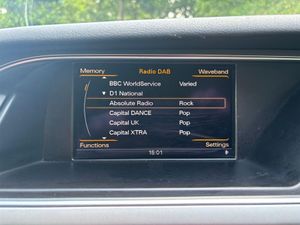 Memory Radio DAB Waveband
BBC WorldService Varied
▼ D1 National
Absolute Radio Rock
Capital DANCE Pop
Capital UK Pop
Capital XTRA Pop
Functions Settings
15:01